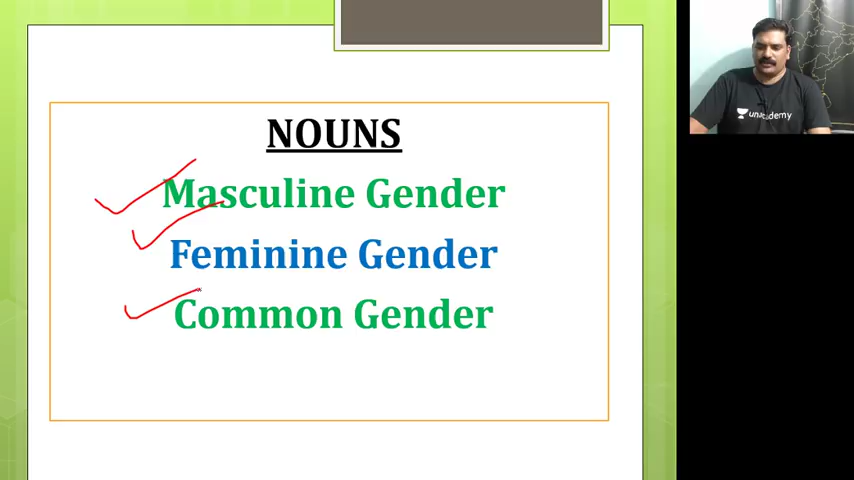 NOUNS
Masculine Gender
Feminine Gender
Common Gender
unacademy